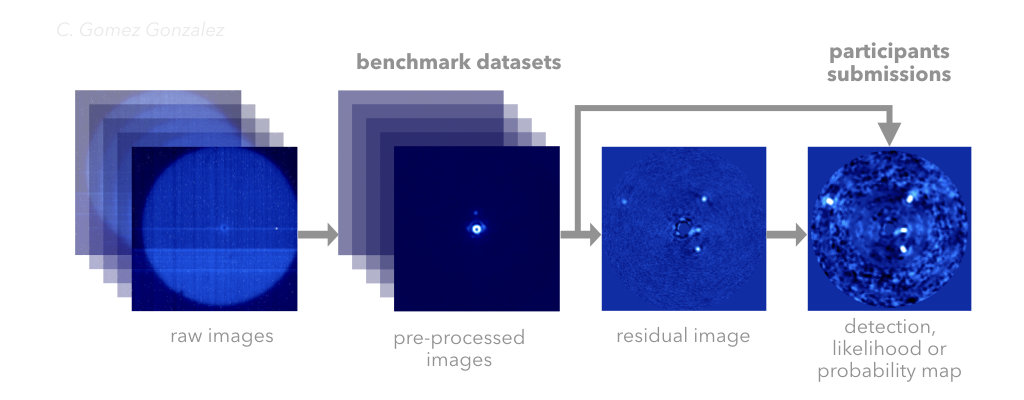 C. Gomez Gonzalez
benchmark datasets
participants
submissions
raw images
pre-processed
images
residual image
detection,
likelihood or
probability map